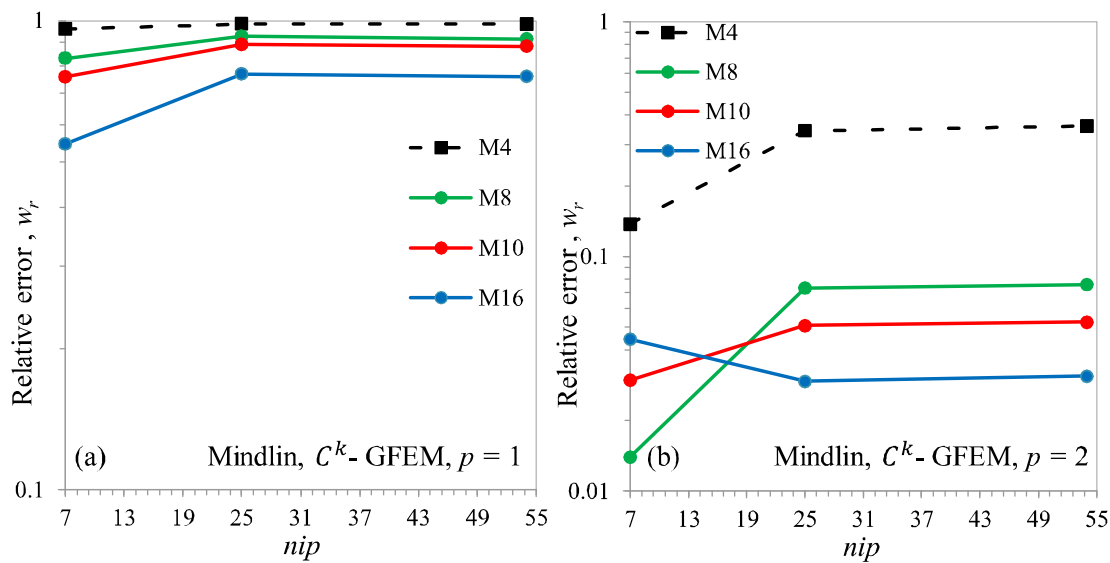 1
0.1
Relative error , wr
M4
M8
M10
M16
(a)
Mindlin, C^k- GFEM, p = 1
7 13 19 25 31 37 43 49 55
nip
1
0.1
0.01
Relative error, wr
M4
M8
M10
M16
(b)
Mindlin, C^k- GFEM, p = 2
7 13 19 25 31 37 43 49 55
nip